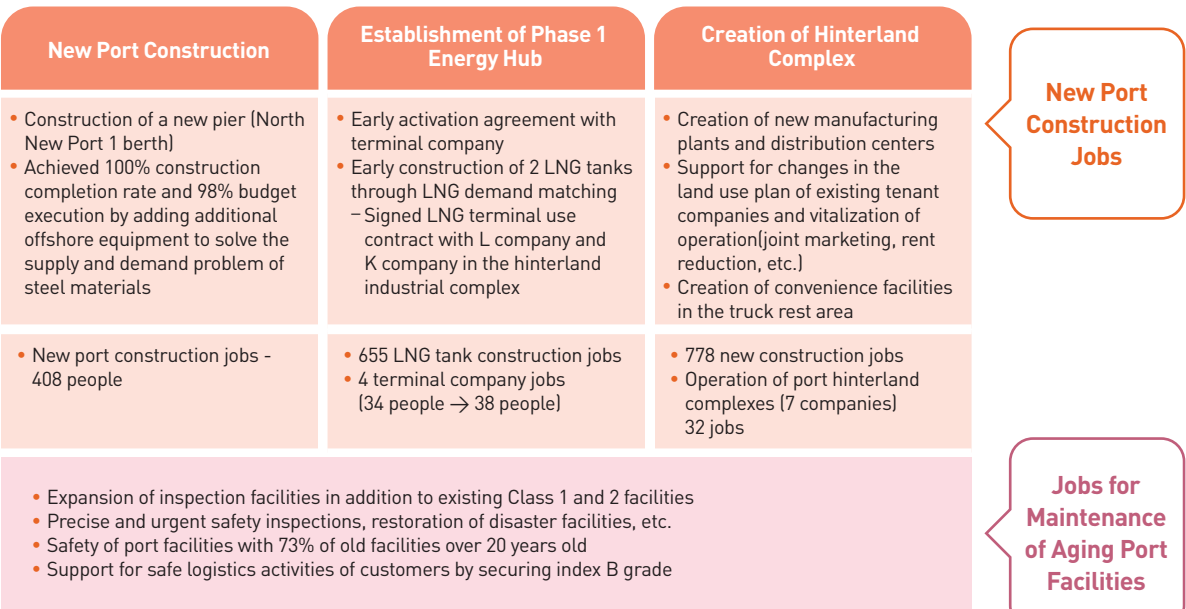 New Port Construction
Establishment of Phase 1
Energy Hub
Creation of Hinterland
Complex
• Construction of a new pier (North
New Port 1 berth)
• Achieved 100% construction
completion rate and 98% budget
execution by adding additional
offshore equipment to solve the
supply and demand problem of
steel materials
• Early activation agreement with
terminal company
• Early construction of 2 LNG tanks
through LNG demand matching
– Signed LNG terminal use
contract with L company and
K company in the hinterland
industrial complex
• Creation of new manufacturing
plants and distribution centers
• Support for changes in the
land use plan of existing tenant
companies and vitalization of
operation(joint marketing, rent
reduction, etc.)
• Creation of convenience facilities
in the truck rest area
New Port
Construction
Jobs
• New port construction jobs -
408 people
• 655 LNG tank construction jobs
• 4 terminal company jobs
(34 people → 38 people)
• 778 new construction jobs
• Operation of port hinterland
complexes (7 companies)
32 jobs
• Expansion of inspection facilities in addition to existing Class 1 and 2 facilities
• Precise and urgent safety inspections, restoration of disaster facilities, etc.
• Safety of port facilities with 73% of old facilities over 20 years old
• Support for safe logistics activities of customers by securing index B grade
Jobs for
Maintenance
of Aging Port
Facilities